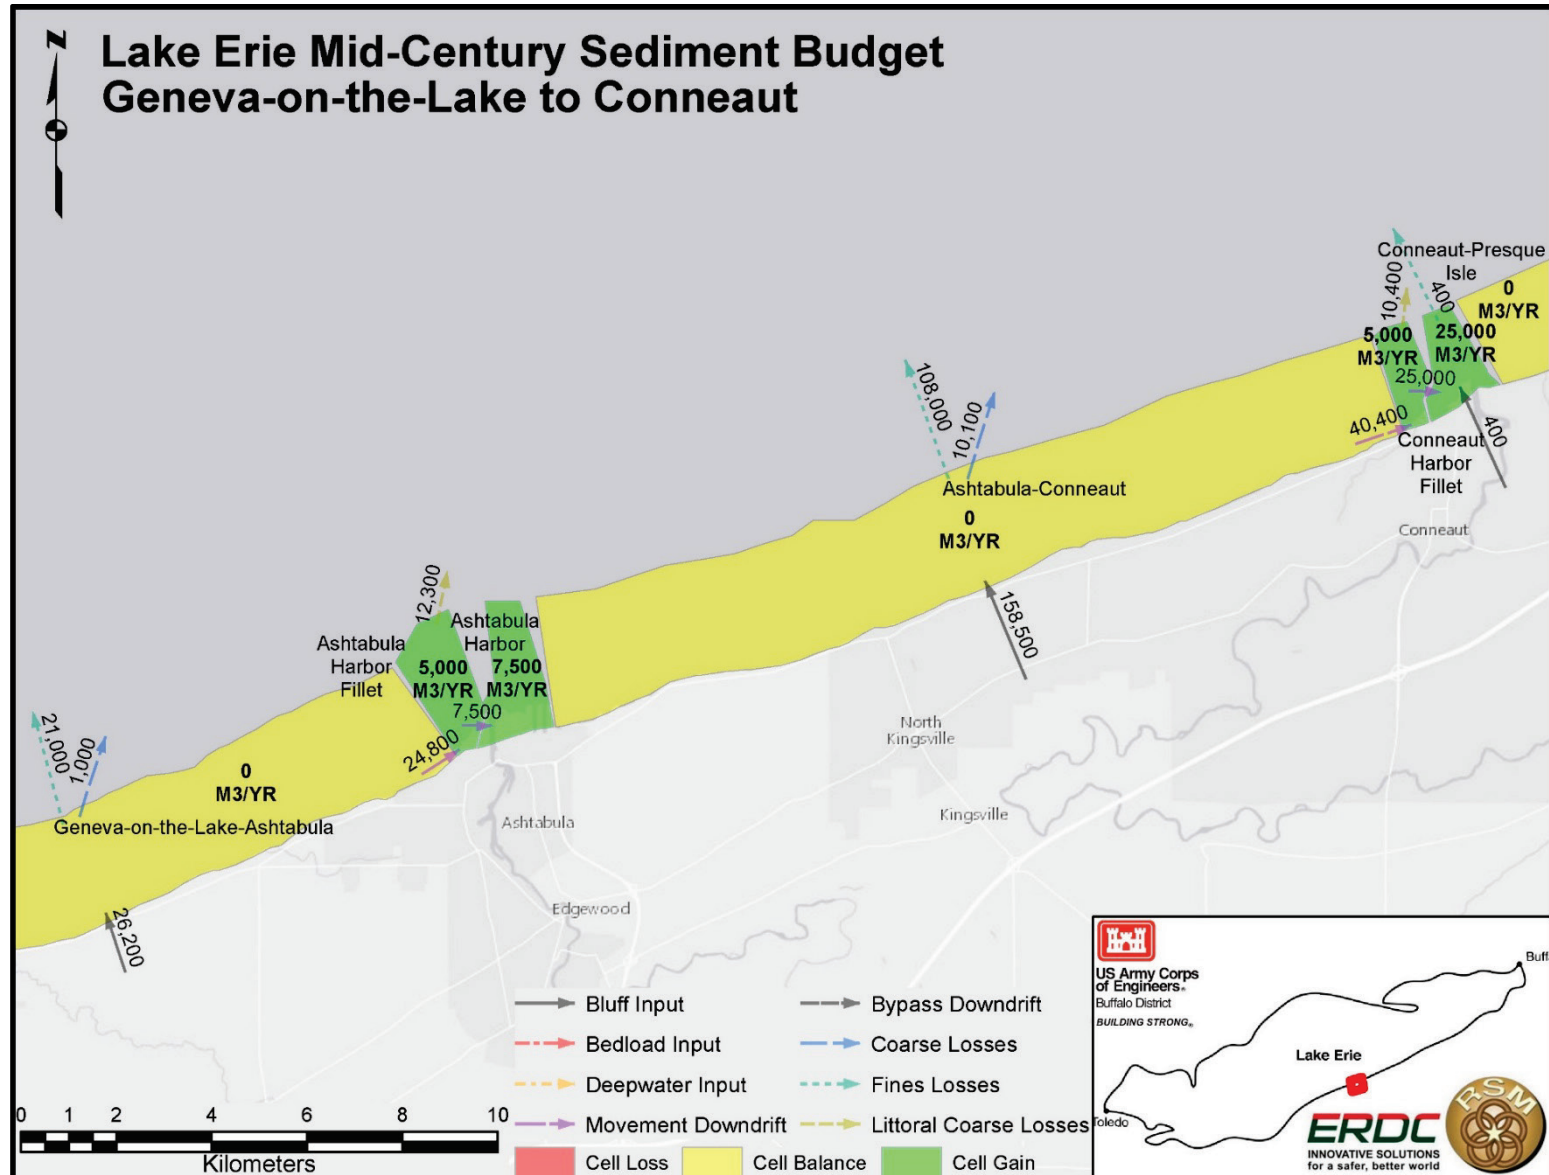 N
Lake Erie Mid-Century Sediment Budget
Geneva-on-the-Lake to Conneaut
Conneaut-Presque
Isle
0
M3/YR
10,400
400
5,000
M3/YR
25,000
M3/YR
25,000
40,400
400
Conneaut
Harbor
Fillet
Conneaut
108,000
10,100
Ashtabula-Conneaut
0
M3/YR
158,500
12,300
Ashtabula
Harbor
Fillet
Ashtabula
Harbor
5,000
M3/YR
7,500
M3/YR
7,500
24,800
21,000
1,000
0
M3/YR
Geneva-on-the-Lake-Ashtabula
26,200
North
Kingsville
Kingsville
Ashtabula
Edgewood
Bluff Input
Bedload Input
Deepwater Input
Movement Downdrift
Bypass Downdrift
Coarse Losses
Fines Losses
Littoral Coarse Losses
Cell Loss
Cell Balance
Cell Gain
0 1 2 4 6 8 10
Kilometers
US Army Corps
of Engineers®
Buffalo District
BUILDING STRONG®
Buff
Lake Erie
Toledo
ERDC
INNOVATIVE SOLUTIONS
for a safer, better world
RSM